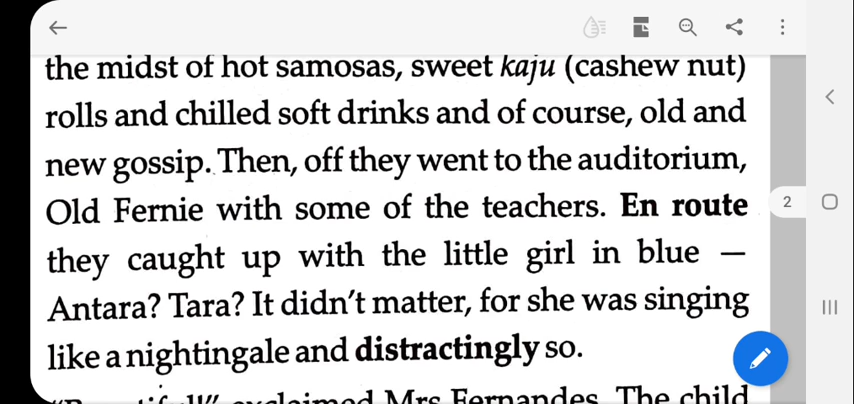 the midst of hot samosas, sweet kaju (cashew nut)
rolls and chilled soft drinks and of course, old and
new gossip. Then, off they went to the auditorium,
Old Fernie with some of the teachers. En route
2
they caught up with the little girl in blue —
Antara? Tara? It didn't matter, for she was singing
like a nightingale and distractingly so.
exclaimed Mrs Fernandes. The child